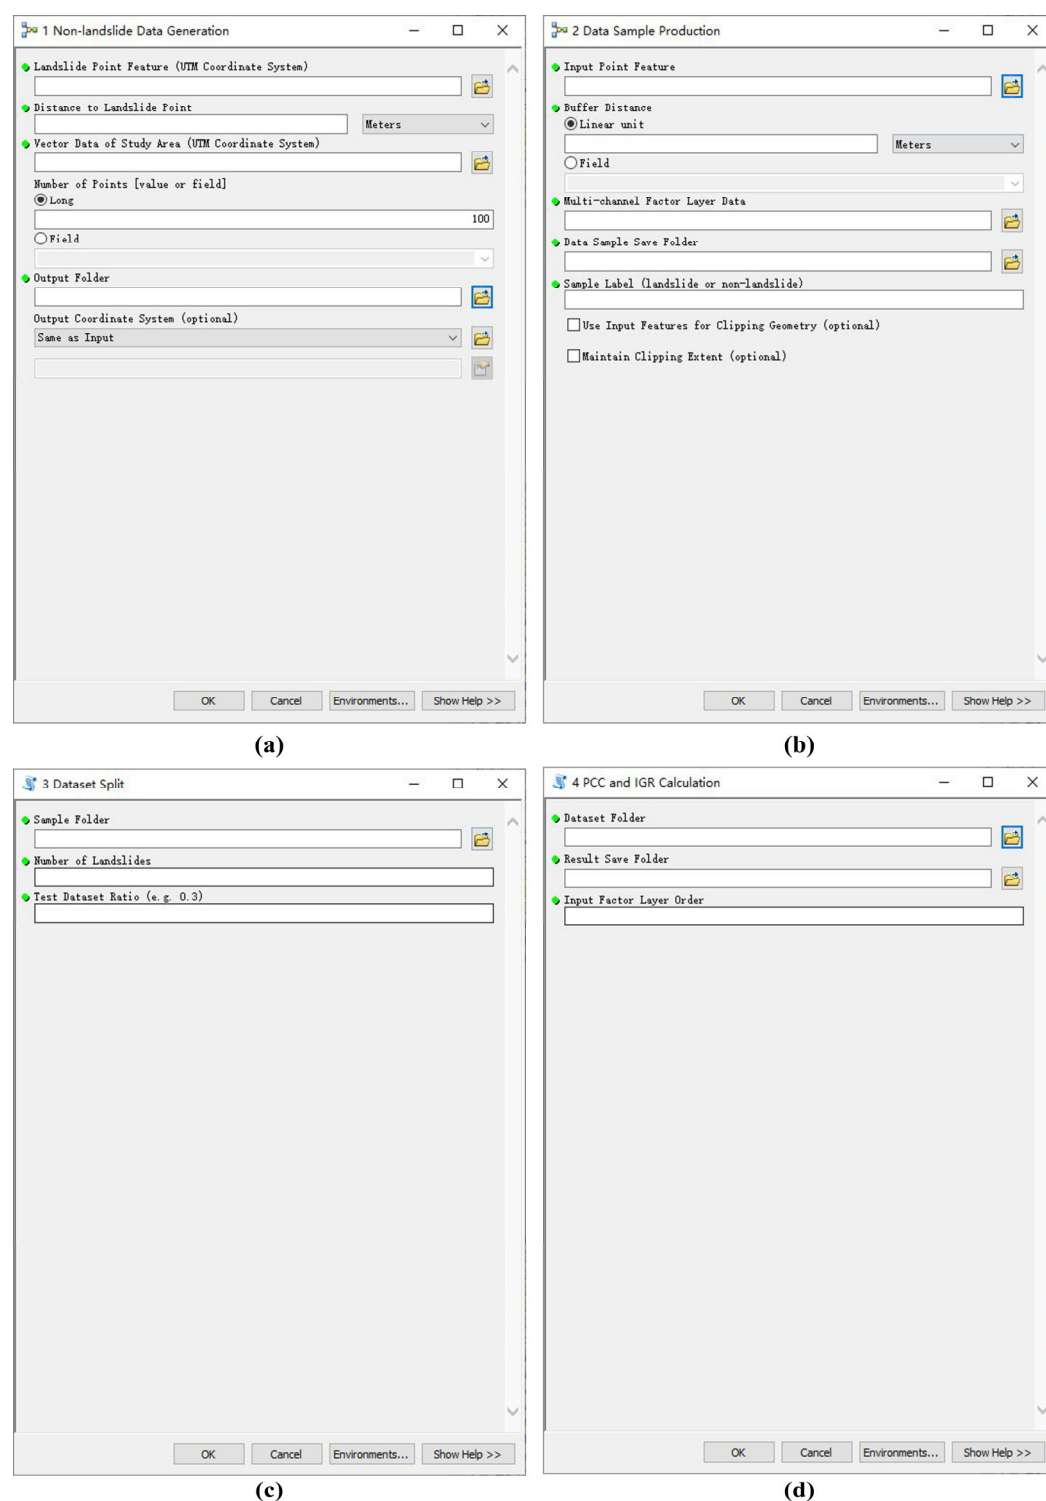 1 Non-landslide Data Generation
Landslide Point Feature (UTM Coordinate System)
Distance to Landslide Point
Meters
Vector Data of Study Area (UTM Coordinate System)
Number of Points [value or field]
Long
100
Field
Output Folder
Output Coordinate System (optional)
Same as Input
OK Cancel Environments... Show Help >>
(a)
2 Data Sample Production
Input Point Feature
Buffer Distance
Linear unit
Meters
Field
Multi-channel Factor Layer Data
Data Sample Save Folder
Sample Label (landslide or non-landslide)
Use Input Features for Clipping Geometry (optional)
Maintain Clipping Extent (optional)
OK Cancel Environments... Show Help >>
(b)
3 Dataset Split
Sample Folder
Number of Landslides
Test Dataset Ratio (e.g. 0.3)
OK Cancel Environments... Show Help >>
(c)
4 PCC and IGR Calculation
Dataset Folder
Result Save Folder
Input Factor Layer Order
OK Cancel Environments... Show Help >>
(d)